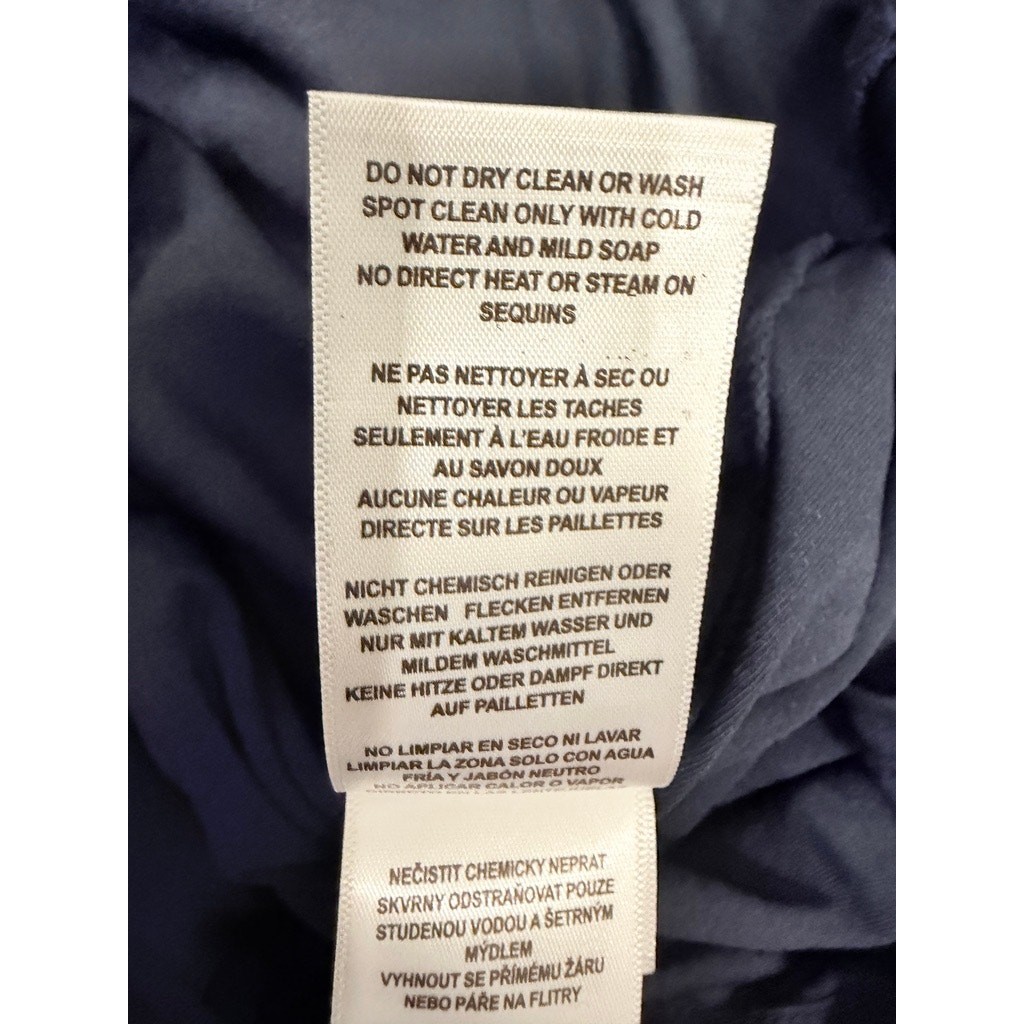 DO NOT DRY CLEAN OR WASH
SPOT CLEAN ONLY WITH COLD
WATER AND MILD SOAP
NO DIRECT HEAT OR STEAM ON
SEQUINS
NE PAS NETTOYER À SEC OU
NETTOYER LES TACHES
SEULEMENT À L'EAU FROIDE ET
AU SAVON DOUX
AUCUNE CHALEUR OU VAPEUR
DIRECTE SUR LES PAILLETTES
NICHT CHEMISCH REINIGEN ODER
WASCHEN FLECKEN ENTFERNEN
NUR MIT KALTEM WASSER UND
MILDEM WASCHMITTEL
KEINE HITZE ODER DAMPF DIREKT
AUF PAILLETTEN
NO LIMPIAR EN SECO NI LAVAR
LIMPIAR LA ZONA SOLO CON AGUA
FRÍA Y JABÓN NEUTRO
NO APLICAR CALOR O VAPOR
NEČISTIT CHEMICKY NEPRAT
SKVRNY ODSTRAŇOVAT POUZE
STUDENOU VODOU A ŠETRNÝM
MÝDLEM
VYHNOUT SE PŘÍMÉMU ŽÁRU
NEBO PÁŘE NA FLITRY